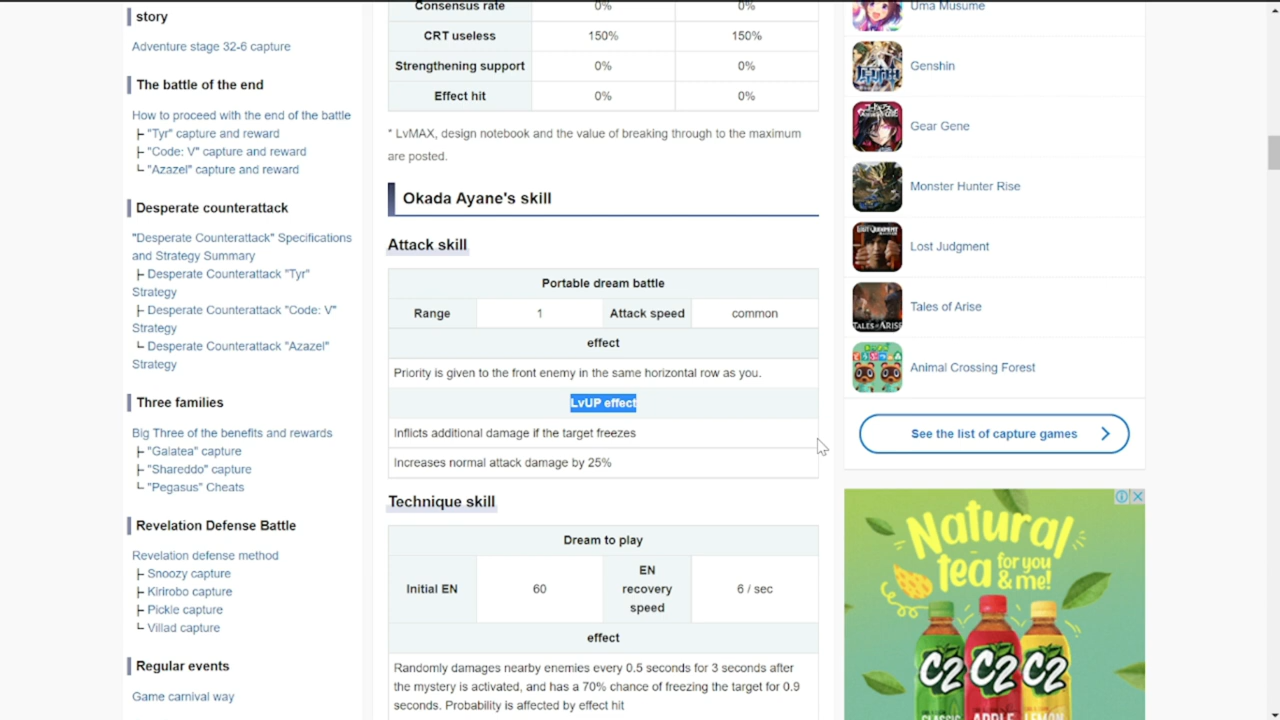 story
Adventure stage 32-6 capture
The battle of the end
How to proceed with the end of the battle
"Tyr" capture and reward
"Code: V" capture and reward
"Azazel" capture and reward
Desperate counterattack
"Desperate Counterattack" Specifications
and Strategy Summary
Desperate Counterattack "Tyr"
Strategy
Desperate Counterattack "Code: V"
Strategy
Desperate Counterattack "Azazel"
Strategy
Three families
Big Three of the benefits and rewards
"Galatea" capture
"Shareddo" capture
"Pegasus" Cheats
Revelation Defense Battle
Revelation defense method
Snoozy capture
Kirirobo capture
Pickle capture
Villad capture
Regular events
Game carnival way
Consensus rate 0% 0%
CRT useless 150% 150%
Strengthening support 0% 0%
Effect hit 0% 0%
* LvMAX, design notebook and the value of breaking through to the maximum
are posted.
Okada Ayane's skill
Attack skill
Portable dream battle
Range 1 Attack speed common
effect
Priority is given to the front enemy in the same horizontal row as you.
LvUP effect
Inflicts additional damage if the target freezes
Increases normal attack damage by 25%
Technique skill
Dream to play
Initial EN 60 EN recovery speed 6 / sec
effect
Randomly damages nearby enemies every 0.5 seconds for 3 seconds after
the mystery is activated, and has a 70% chance of freezing the target for 0.9
seconds. Probability is affected by effect hit
Uma Musume
Genshin
Gear Gene
Monster Hunter Rise
Lost Judgment
Tales of Arise
Animal Crossing Forest
See the list of capture games
Natural
tea for you
& me!
C2 C2 C2
CLASSIC APPLE LEMON